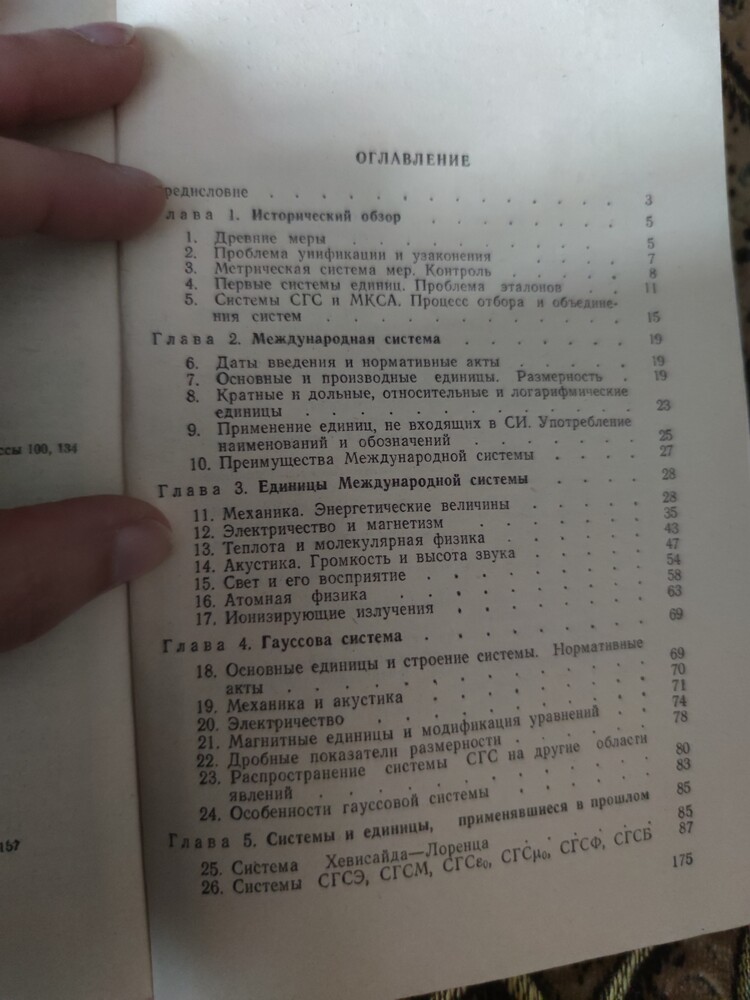 ОГЛАВЛЕНИЕ
Предисловие . . . . . . . . . . . . . 3
Глава 1. Исторический обзор . . . . . . . 5
1. Древние меры . . . . . . . . . . 5
2. Проблема унификации и узаконения . . . . 7
3. Метрическая система мер. Контроль . . . . 8
4. Первые системы единиц. Проблема эталонов . . 11
5. Системы СГС и МКСА. Процесс отбора и объедине-
ния систем . . . . . . . . . . . 15
Глава 2. Международная система . . . . . . 19
6. Даты введения и нормативные акты . . . . 19
7. Основные и производные единицы. Размерность . 19
8. Кратные и дольные, относительные и логарифмические
единицы . . . . . . . . . . . . 23
9. Применение единиц, не входящих в СИ. Употребление
наименований и обозначений . . . . . . 25
10. Преимущества Международной системы . . . . 27
Глава 3. Единицы Международной системы . . . . 28
11. Механика. Энергетические величины . . . . 28
12. Электричество и магнетизм . . . . . . 35
13. Теплота и молекулярная физика . . . . . 43
14. Акустика. Громкость и высота звука . . . . 47
15. Свет и его восприятие . . . . . . . 54
16. Атомная физика . . . . . . . . . 58
17. Ионизирующие излучения . . . . . . . 63
Глава 4. Гауссова система . . . . . . . 69
18. Основные единицы и строение системы. Нормативные
акты . . . . . . . . . . . . . 69
19. Механика и акустика . . . . . . . . 70
20. Электричество . . . . . . . . . . 71
21. Магнитные единицы и модификация уравнений . . 74
22. Дробные показатели размерности . . . . . 78
23. Распространение системы СГС на другие области
явлений . . . . . . . . . . . . 80
24. Особенности гауссовой системы . . . . . 83
Глава 5. Системы и единицы, применявшиеся в прошлом 85
25. Система Хевисайда—Лоренца . . . . . . 85
26. Системы СГСЭ, СГСМ, СГСε₀, СГСμ₀, СГСФ, СГСБ 87
175
ссы 100, 134
157